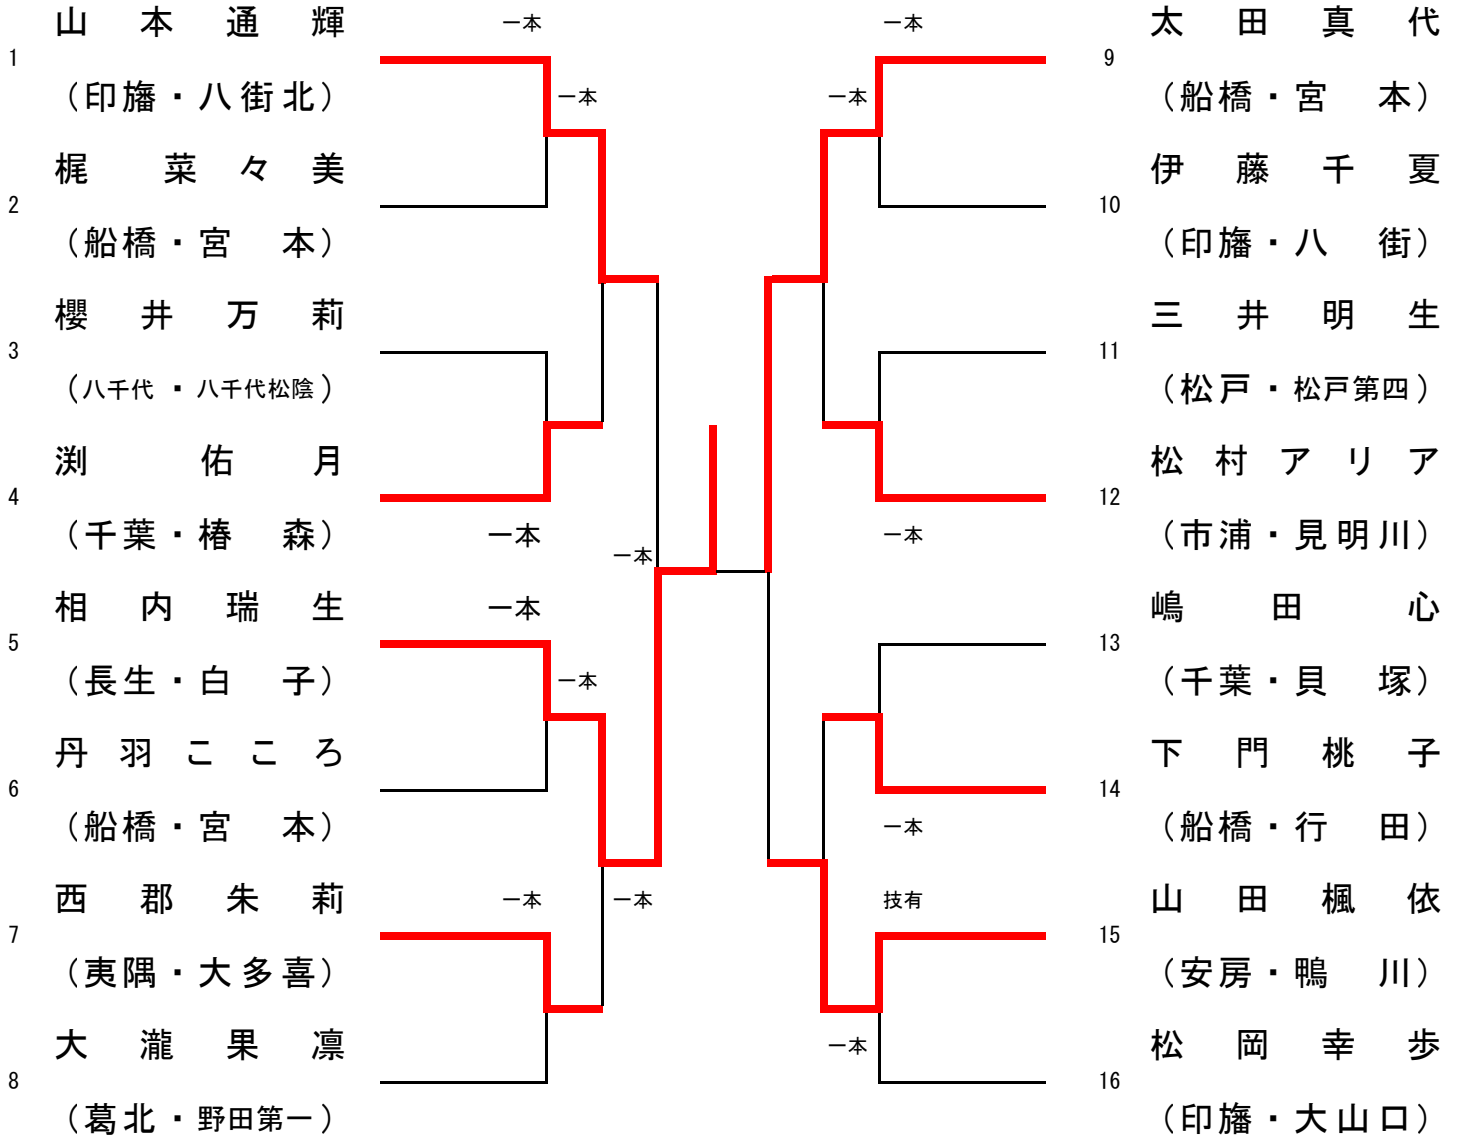 山本通輝
1
（印旛・八街北）
梶菜々美
2
（船橋・宮本）
櫻井万莉
3
（八千代・八千代松陰）
渕佑月
4
（千葉・椿森）
相内瑞生
5
（長生・白子）
丹羽こころ
6
（船橋・宮本）
西郡朱莉
7
（夷隅・大多喜）
大瀧果凛
8
（葛北・野田第一）
一本
一本
一本
一本
一本
一本
一本
一本
一本
一本
一本
一本
一本
技有
一本
太田真代
9
（船橋・宮本）
伊藤千夏
10
（印旛・八街）
三井明生
11
（松戸・松戸第四）
松村アリア
12
（市浦・見明川）
嶋田心
13
（千葉・貝塚）
下門桃子
14
（船橋・行田）
山田楓依
15
（安房・鴨川）
松岡幸歩
16
（印旛・大山口）